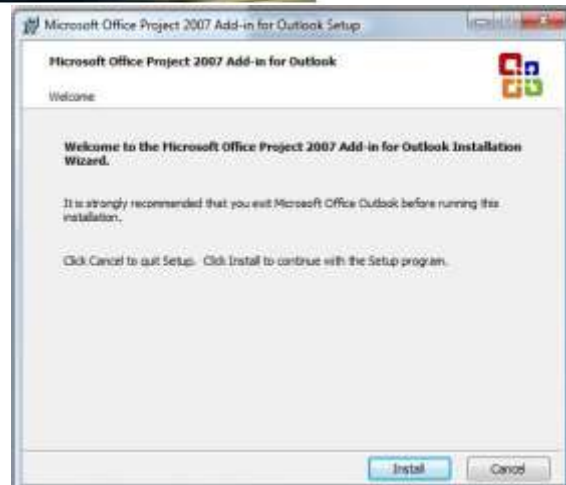 Microsoft Office Project 2007 Add-in for Outlook Setup
Microsoft Office Project 2007 Add-in for Outlook
Welcome
Welcome to the Microsoft Office Project 2007 Add-in for Outlook Installation
Wizard.
It is strongly recommended that you exit Microsoft Office Outlook before running this
installation.
Click Cancel to quit Setup. Click Install to continue with the Setup program.
Install
Cancel